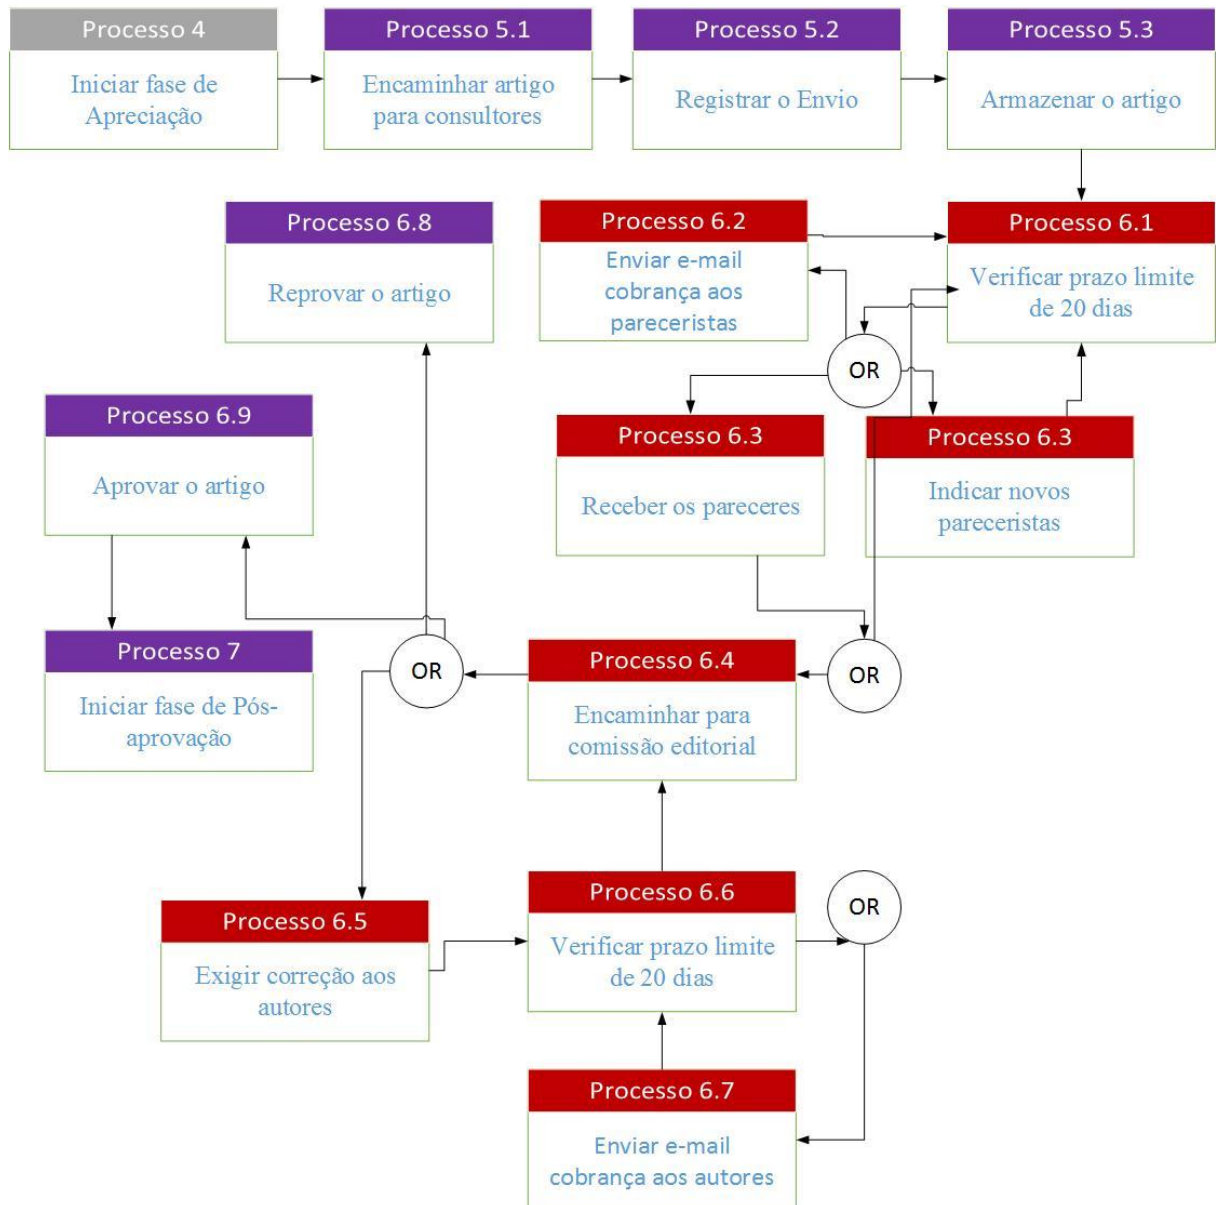 Processo 4
Iniciar fase de
Apreciação
Processo 5.1
Encaminhar artigo
para consultores
Processo 5.2
Registrar o Envio
Processo 5.3
Armazenar o artigo
Processo 6.8
Reprovar o artigo
Processo 6.2
Enviar e-mail
cobrança aos
pareceristas
Processo 6.1
Verificar prazo limite
de 20 dias
OR
Processo 6.9
Aprovar o artigo
Processo 6.3
Receber os pareceres
Processo 6.3
Indicar novos
pareceristas
Processo 7
Iniciar fase de Pós-
aprovação
OR
Processo 6.4
Encaminhar para
comissão editorial
OR
Processo 6.5
Exigir correção aos
autores
Processo 6.6
Verificar prazo limite
de 20 dias
OR
Processo 6.7
Enviar e-mail
cobrança aos autores